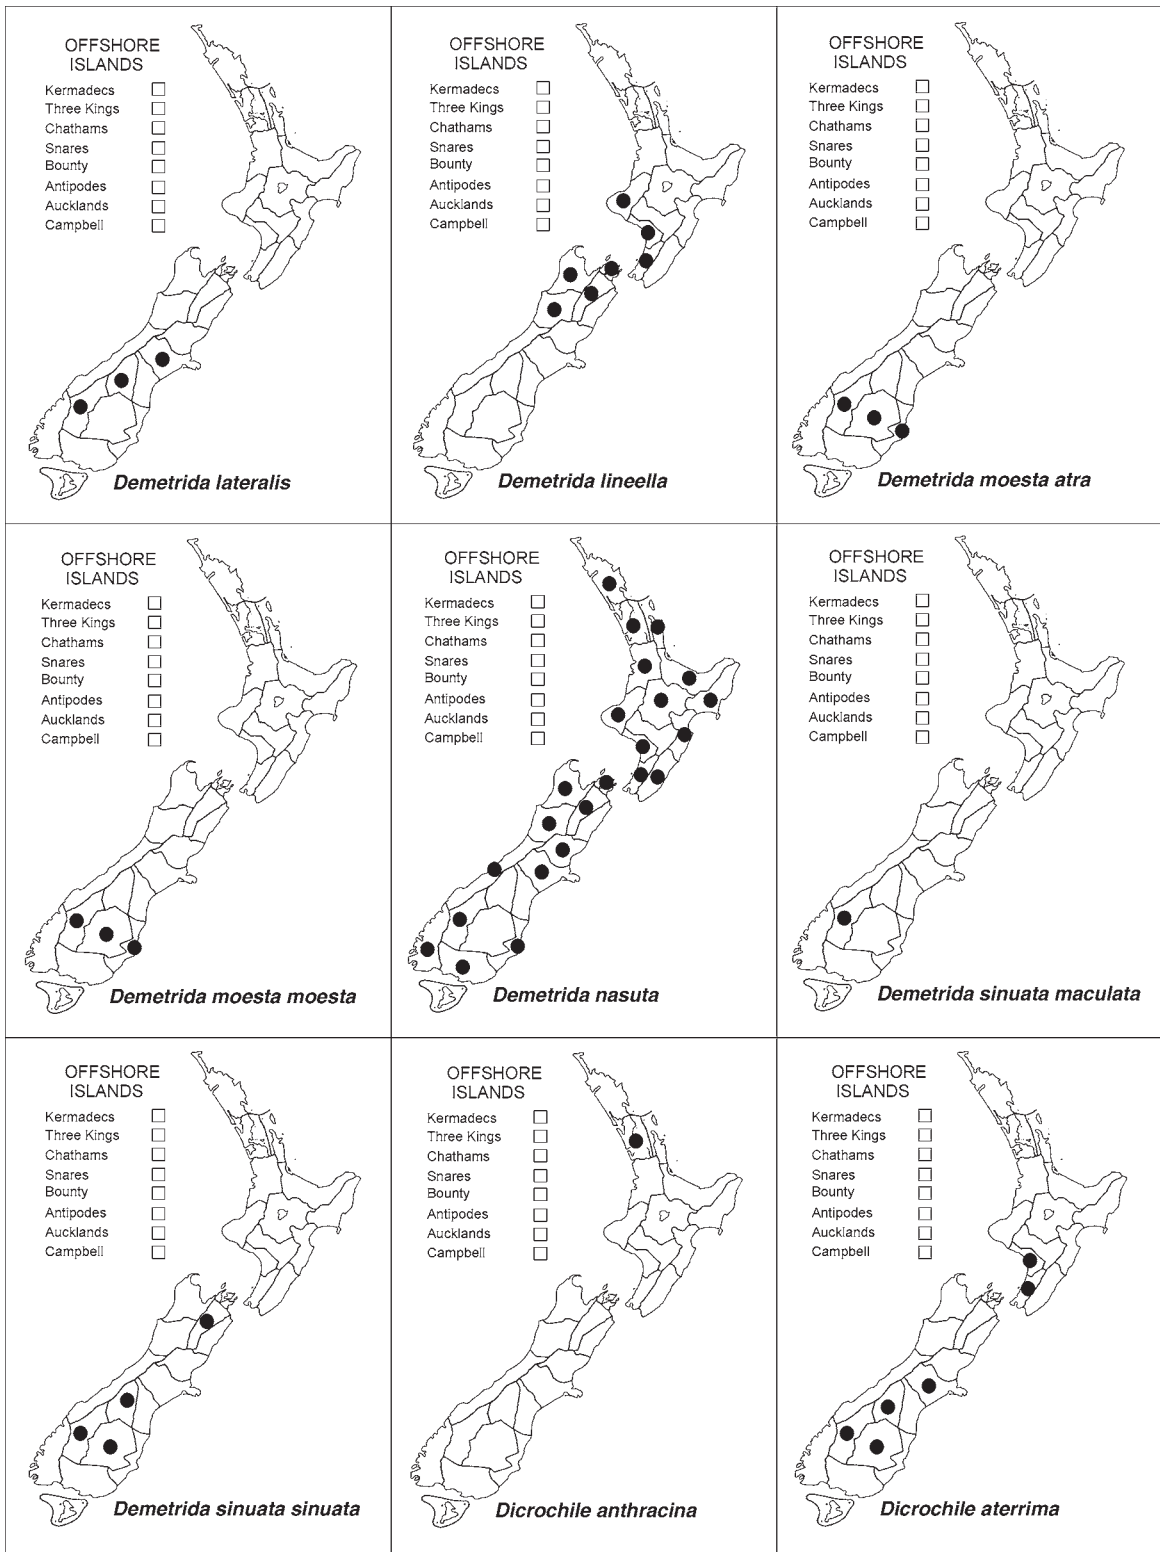 OFFSHORE
ISLANDS
Kermadecs
Three Kings
Chathams
Snares
Bounty
Antipodes
Aucklands
Campbell
Demetrida lateralis
OFFSHORE
ISLANDS
Kermadecs
Three Kings
Chathams
Snares
Bounty
Antipodes
Aucklands
Campbell
Demetrida lineella
OFFSHORE
ISLANDS
Kermadecs
Three Kings
Chathams
Snares
Bounty
Antipodes
Aucklands
Campbell
Demetrida moesta atra
OFFSHORE
ISLANDS
Kermadecs
Three Kings
Chathams
Snares
Bounty
Antipodes
Aucklands
Campbell
Demetrida moesta moesta
OFFSHORE
ISLANDS
Kermadecs
Three Kings
Chathams
Snares
Bounty
Antipodes
Aucklands
Campbell
Demetrida nasuta
OFFSHORE
ISLANDS
Kermadecs
Three Kings
Chathams
Snares
Bounty
Antipodes
Aucklands
Campbell
Demetrida sinuata maculata
OFFSHORE
ISLANDS
Kermadecs
Three Kings
Chathams
Snares
Bounty
Antipodes
Aucklands
Campbell
Demetrida sinuata sinuata
OFFSHORE
ISLANDS
Kermadecs
Three Kings
Chathams
Snares
Bounty
Antipodes
Aucklands
Campbell
Dicrochile anthracina
OFFSHORE
ISLANDS
Kermadecs
Three Kings
Chathams
Snares
Bounty
Antipodes
Aucklands
Campbell
Dicrochile aterrima